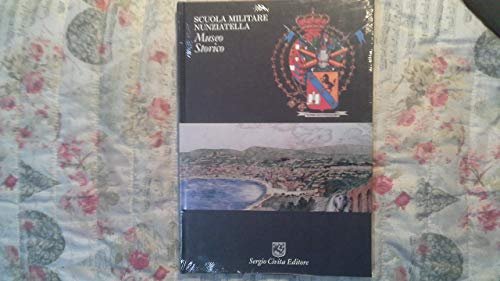 SCUOLA MILITARE
NUNZIATELLA
Museo
Storico
Sergio Civita Editore